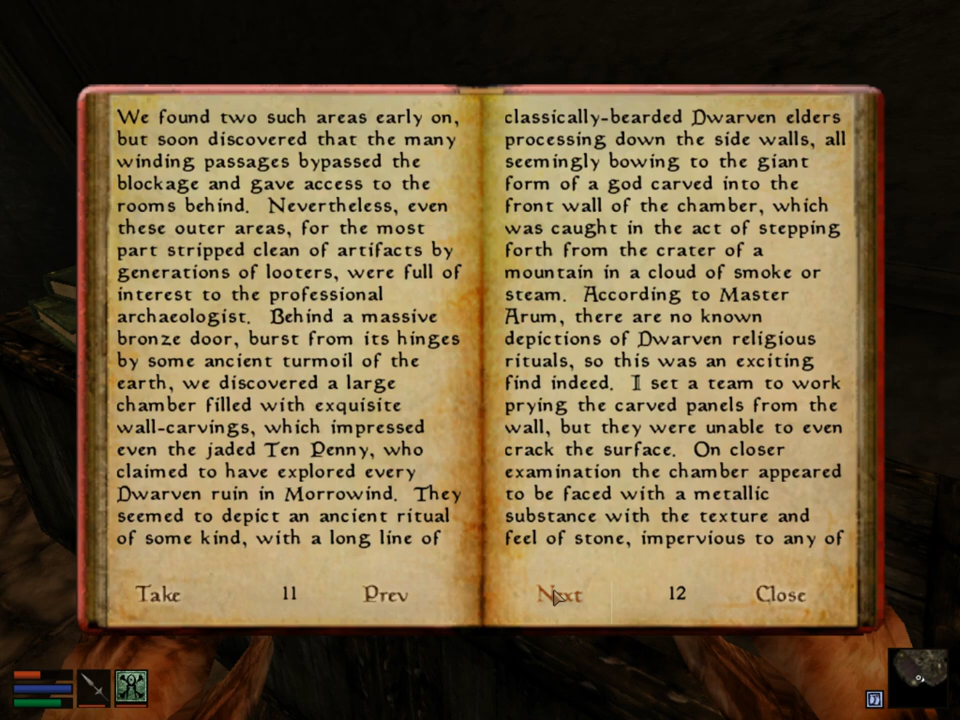 We found two such areas early on,
but soon discovered that the many
winding passages bypassed the
blockage and gave access to the
rooms behind. Nevertheless, even
these outer areas, for the most
part stripped clean of artifacts by
generations of looters, were full of
interest to the professional
archaeologist. Behind a massive
bronze door, burst from its hinges
by some ancient turmoil of the
earth, we discovered a large
chamber filled with exquisite
wall-carvings, which impressed
even the jaded Ten Penny, who
claimed to have explored every
Dwarven ruin in Morrowind. They
seemed to depict an ancient ritual
of some kind, with a long line of
Take 11 Prev
classically-bearded Dwarven elders
processing down the side walls, all
seemingly bowing to the giant
form of a god carved into the
front wall of the chamber, which
was caught in the act of stepping
forth from the crater of a
mountain in a cloud of smoke or
steam. According to Master
Arum, there are no known
depictions of Dwarven religious
rituals, so this was an exciting
find indeed. I set a team to work
prying the carved panels from the
wall, but they were unable to even
crack the surface. On closer
examination the chamber appeared
to be faced with a metallic
substance with the texture and
feel of stone, impervious to any of
Next 12 Close